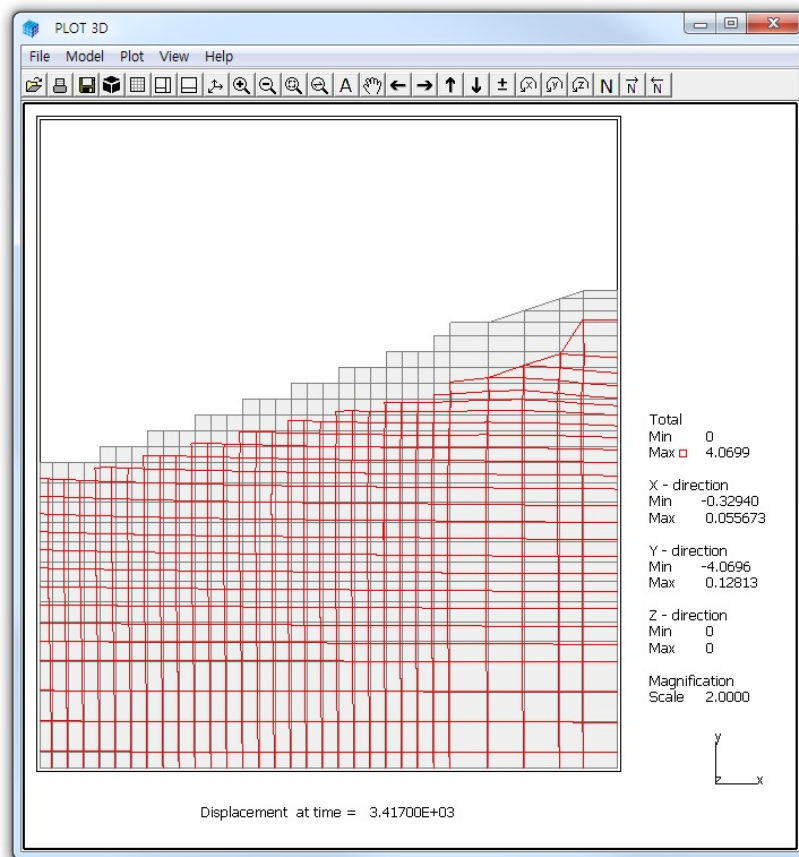 PLOT 3D
File Model Plot View Help
A ± x y z N N N
Total
Min 0
Max 4.0699
X - direction
Min -0.32940
Max 0.055673
Y - direction
Min -4.0696
Max 0.12813
Z - direction
Min 0
Max 0
Magnification
Scale 2.0000
y
z x
Displacement at time = 3.41700E+03